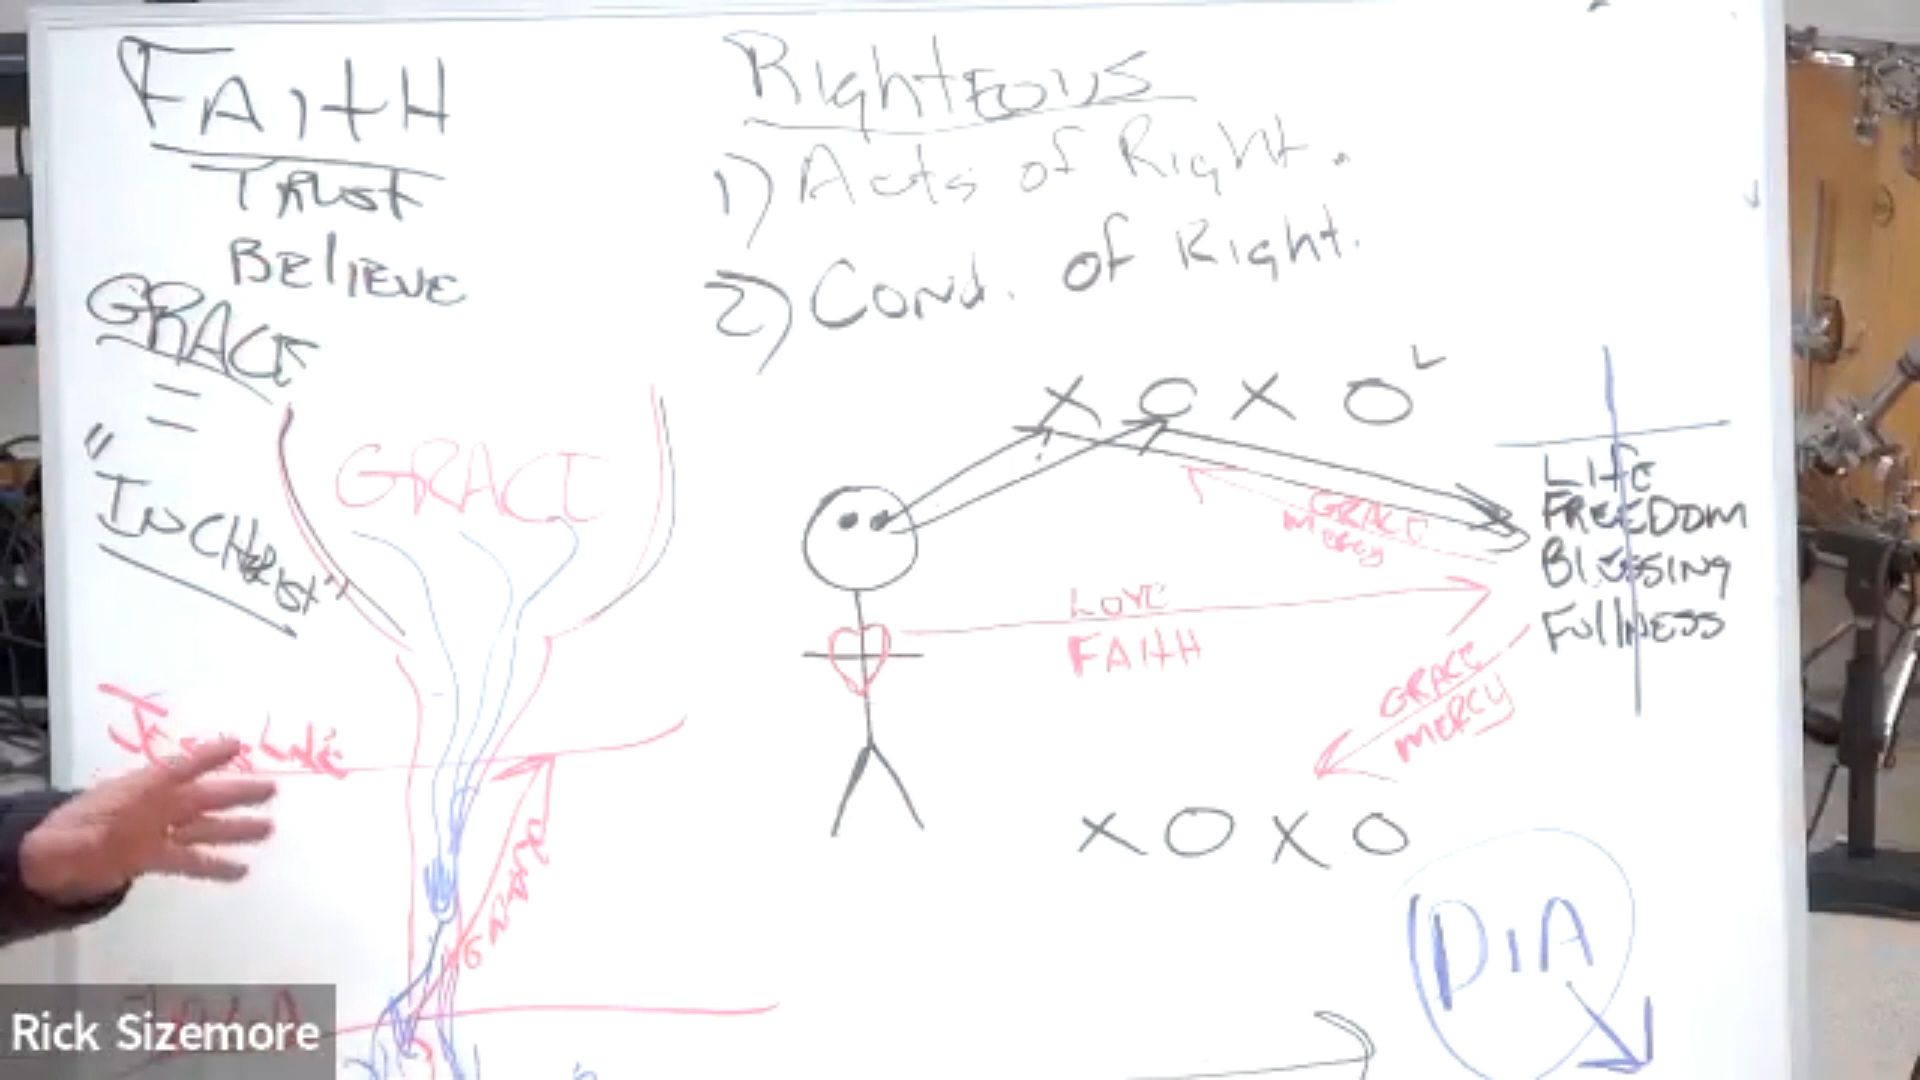 FAITH
TRUST
BELIEVE
GRACE
=
"IN CHRIST"
GRACE
GRACE
RIGHTEOUS
1) Acts of Right.
2) Cond. of Right.
X O X O
LIFE
FREEDOM
BLESSING
FullNESS
GRACE
MERCY
LOVE
FAITH
GRACE
MERCY
X O X O
DIA
Rick Sizemore